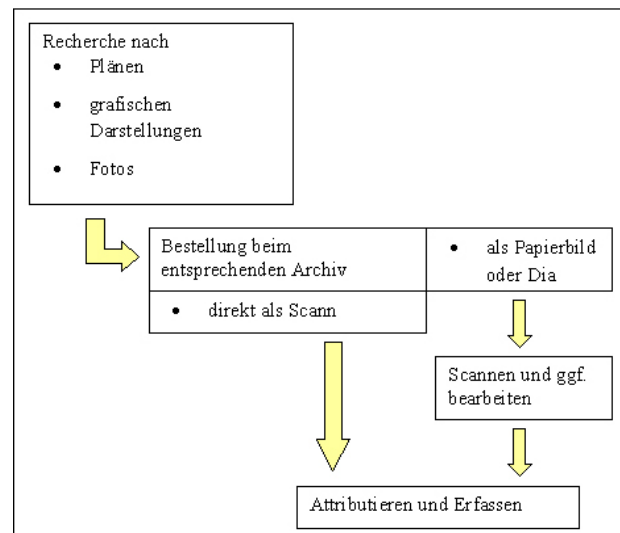 Recherche nach
• Plänen
• grafischen
Darstellungen
• Fotos
Bestellung beim
entsprechenden Archiv
• als Papierbild
oder Dia
• direkt als Scann
Scannen und ggf.
bearbeiten
Attributieren und Erfassen